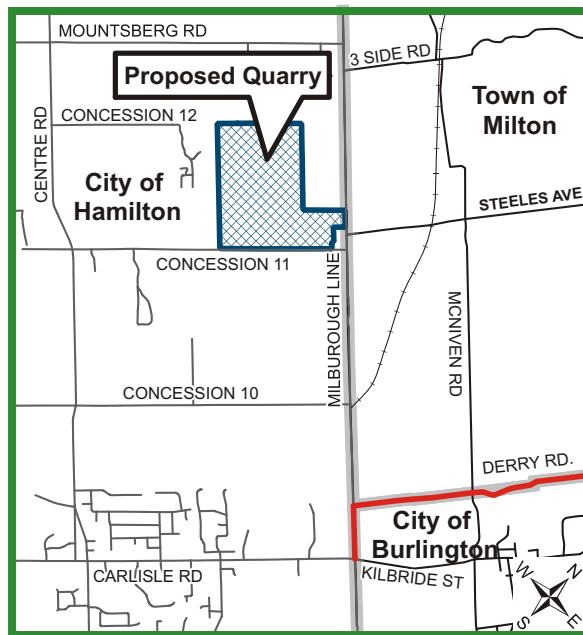 MOUNTSBERG RD
3 SIDE RD
Proposed Quarry
Town of
Milton
CONCESSION 12
CENTRE RD
City of
Hamilton
STEELES AVE
CONCESSION 11
MILBOROUGH LINE
MCNIVEN RD
CONCESSION 10
DERRY RD.
City of
Burlington
CARLISLE RD
KILBRIDE ST
W
N
S
E